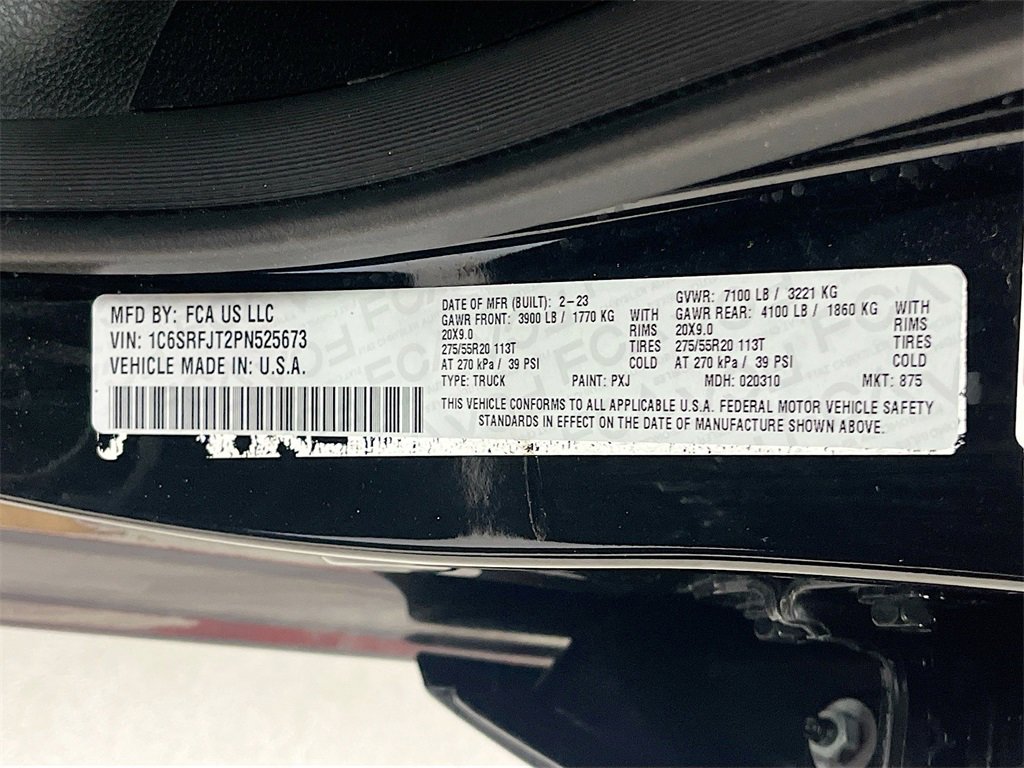 MFD BY: FCA US LLC
VIN: 1C6SRFJT2PN525673
VEHICLE MADE IN: U.S.A.
DATE OF MFR (BUILT): 2-23
GAWR FRONT: 3900 LB / 1770 KG WITH
20X9.0 RIMS
275/55R20 113T TIRES
AT 270 kPa / 39 PSI COLD
TYPE: TRUCK PAINT: PXJ
GVWR: 7100 LB / 3221 KG
GAWR REAR: 4100 LB / 1860 KG WITH
20X9.0 RIMS
275/55R20 113T TIRES
AT 270 kPa / 39 PSI COLD
MDH: 020310 MKT: 875
THIS VEHICLE CONFORMS TO ALL APPLICABLE U.S.A. FEDERAL MOTOR VEHICLE SAFETY
STANDARDS IN EFFECT ON THE DATE OF MANUFACTURE SHOWN ABOVE.